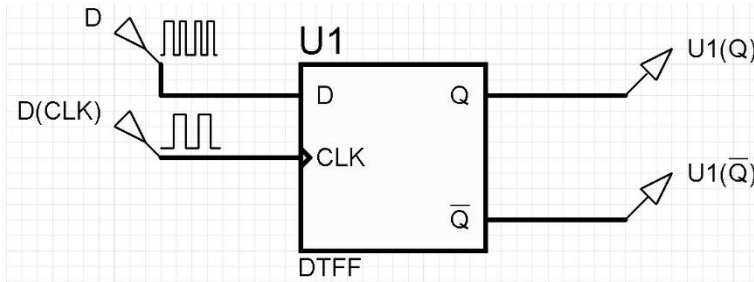 D
U1
U1(Q)
D
Q
D(CLK)
CLK
U1(Q̅)
Q̅
DTFF